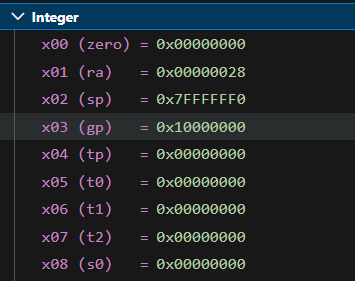 Integer
x00 (zero) = 0x00000000
x01 (ra) = 0x00000028
x02 (sp) = 0x7FFFFFF0
x03 (gp) = 0x10000000
x04 (tp) = 0x00000000
x05 (t0) = 0x00000000
x06 (t1) = 0x00000000
x07 (t2) = 0x00000000
x08 (s0) = 0x00000000